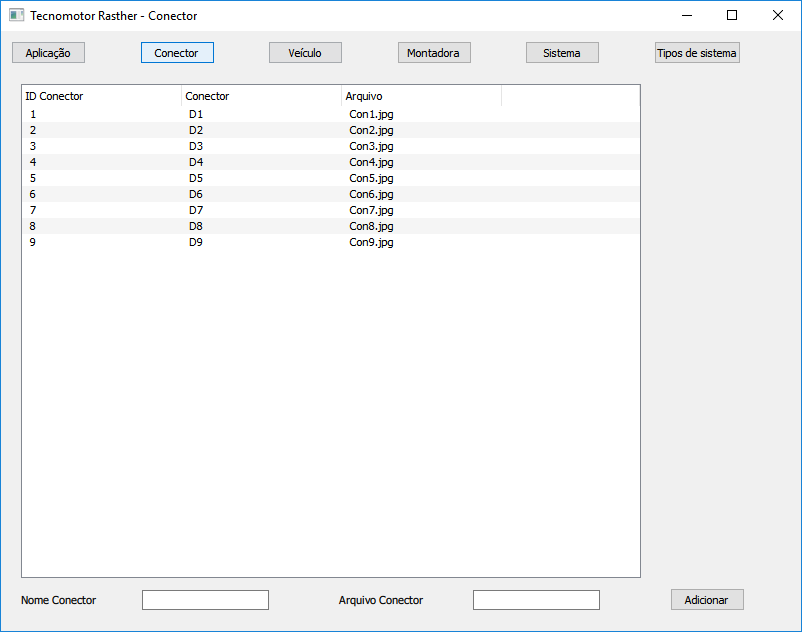 Tecnomotor Rasther - Conector
Aplicação Conector Veículo Montadora Sistema Tipos de sistema
ID Conector Conector Arquivo
1 D1 Con1.jpg
2 D2 Con2.jpg
3 D3 Con3.jpg
4 D4 Con4.jpg
5 D5 Con5.jpg
6 D6 Con6.jpg
7 D7 Con7.jpg
8 D8 Con8.jpg
9 D9 Con9.jpg
Nome Conector Arquivo Conector Adicionar